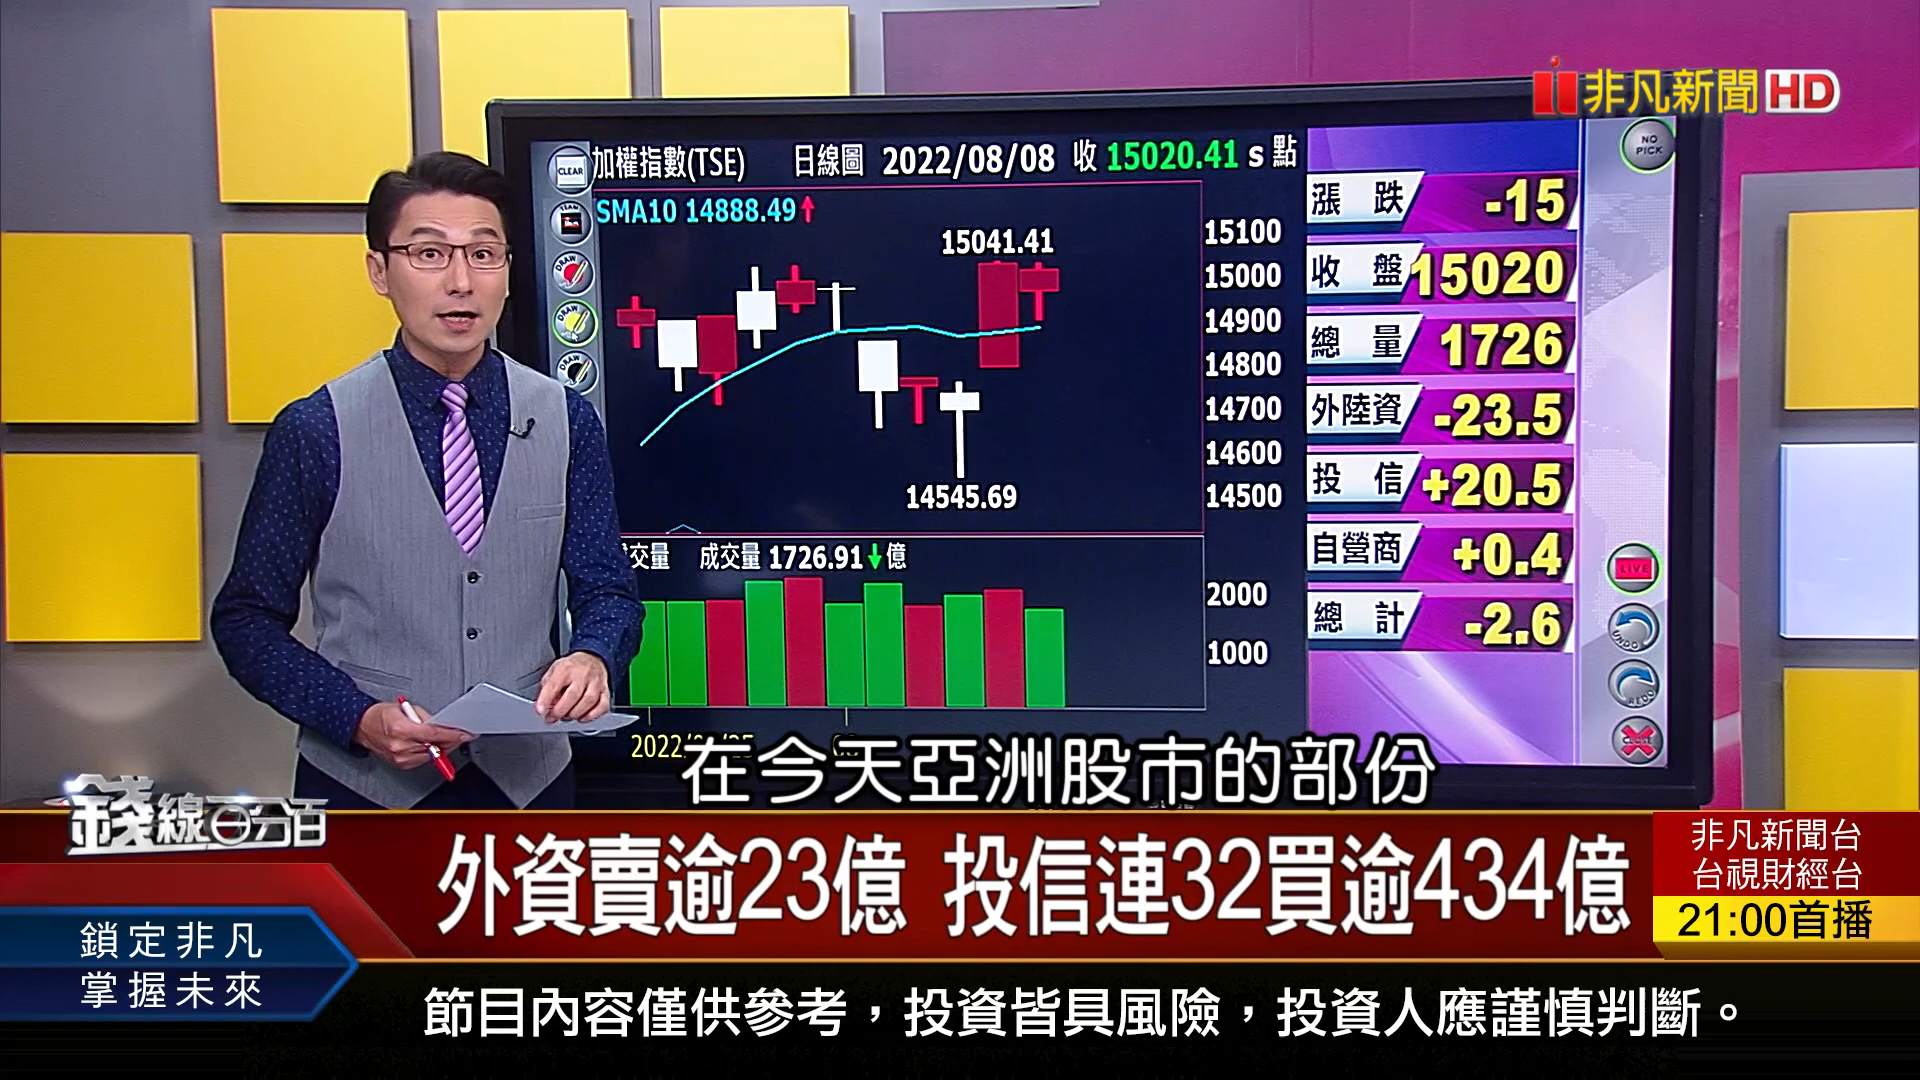 非凡新聞HD
加權指數(TSE) 日線圖 2022/08/08 收 15020.41 s 點
SMA10 14888.49↑
15041.41
14545.69
15100
15000
14900
14800
14700
14600
14500
成交量 1726.91↓億
2000
1000
漲 跌 -15
收 盤 15020
總 量 1726
外陸資 -23.5
投 信 +20.5
自營商 +0.4
總 計 -2.6
CLEAR
DRAW
DRAW
DRAW
NO PICK
LIVE
UNDO
REDO
在今天亞洲股市的部份
錢線百分百
外資賣逾23億 投信連32買逾434億
非凡新聞台
台視財經台
21:00首播
鎖定非凡
掌握未來
節目內容僅供參考，投資皆具風險，投資人應謹慎判斷。